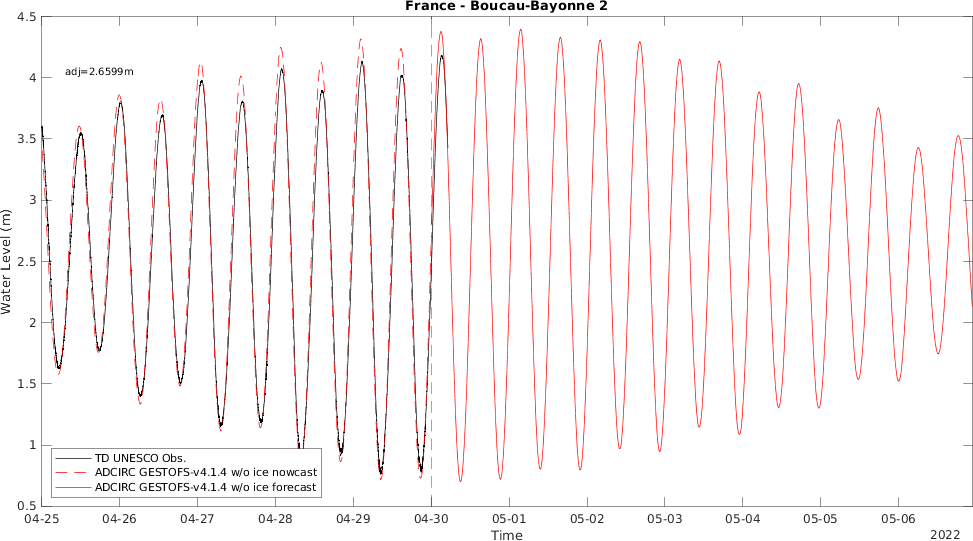 France - Boucau-Bayonne 2
adj=2.6599m
4.5
4
3.5
3
2.5
2
1.5
1
0.5
Water Level (m)
TD UNESCO Obs.
ADCIRC GESTOFS-v4.1.4 w/o ice nowcast
ADCIRC GESTOFS-v4.1.4 w/o ice forecast
04-25 04-26 04-27 04-28 04-29 04-30 05-01 05-02 05-03 05-04 05-05 05-06
Time
2022